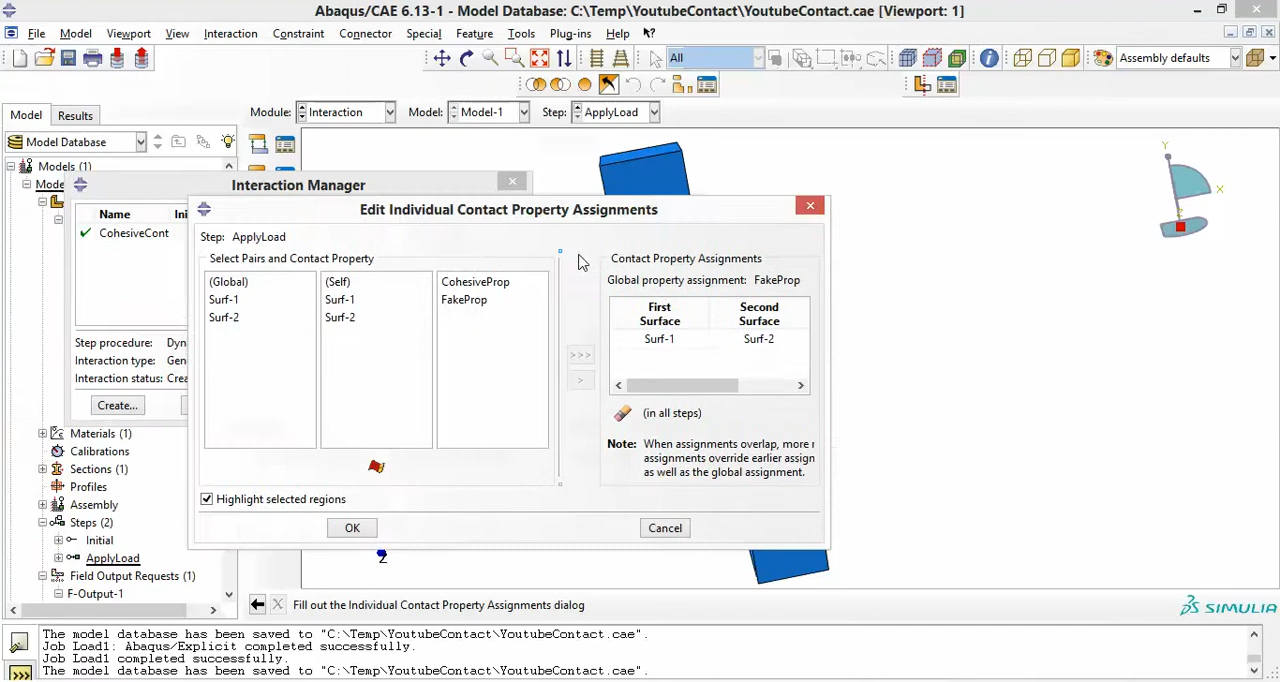 Abaqus/CAE 6.13-1 - Model Database: C:\Temp\YoutubeContact\YoutubeContact.cae [Viewport: 1]
File Model Viewport View Interaction Constraint Connector Special Feature Tools Plug-ins Help
All
Assembly defaults
Model Results
Module: Interaction Model: Model-1 Step: ApplyLoad
Model Database
Models (1)
Mode
Interaction Manager
Name Ini
CohesiveCont
Step procedure: Dyn
Interaction type: Gen
Interaction status: Crea
Create...
Edit Individual Contact Property Assignments
Step: ApplyLoad
Select Pairs and Contact Property
(Global) (Self) CohesiveProp
Surf-1 Surf-1 FakeProp
Surf-2 Surf-2
>>>
>
Contact Property Assignments
Global property assignment: FakeProp
First Surface Second Surface
Surf-1 Surf-2
(in all steps)
Note: When assignments overlap, more r
assignments override earlier assign
as well as the global assignment.
Highlight selected regions
OK Cancel
Materials (1)
Calibrations
Sections (1)
Profiles
Assembly
Steps (2)
Initial
ApplyLoad
Field Output Requests (1)
F-Output-1
Y
X
Z
Z
Fill out the Individual Contact Property Assignments dialog
SIMULIA
The model database has been saved to "C:\Temp\YoutubeContact\YoutubeContact.cae".
Job Load1: Abaqus/Explicit completed successfully.
Job Load1 completed successfully.
The model database has been saved to "C:\Temp\YoutubeContact\YoutubeContact.cae".
>>>